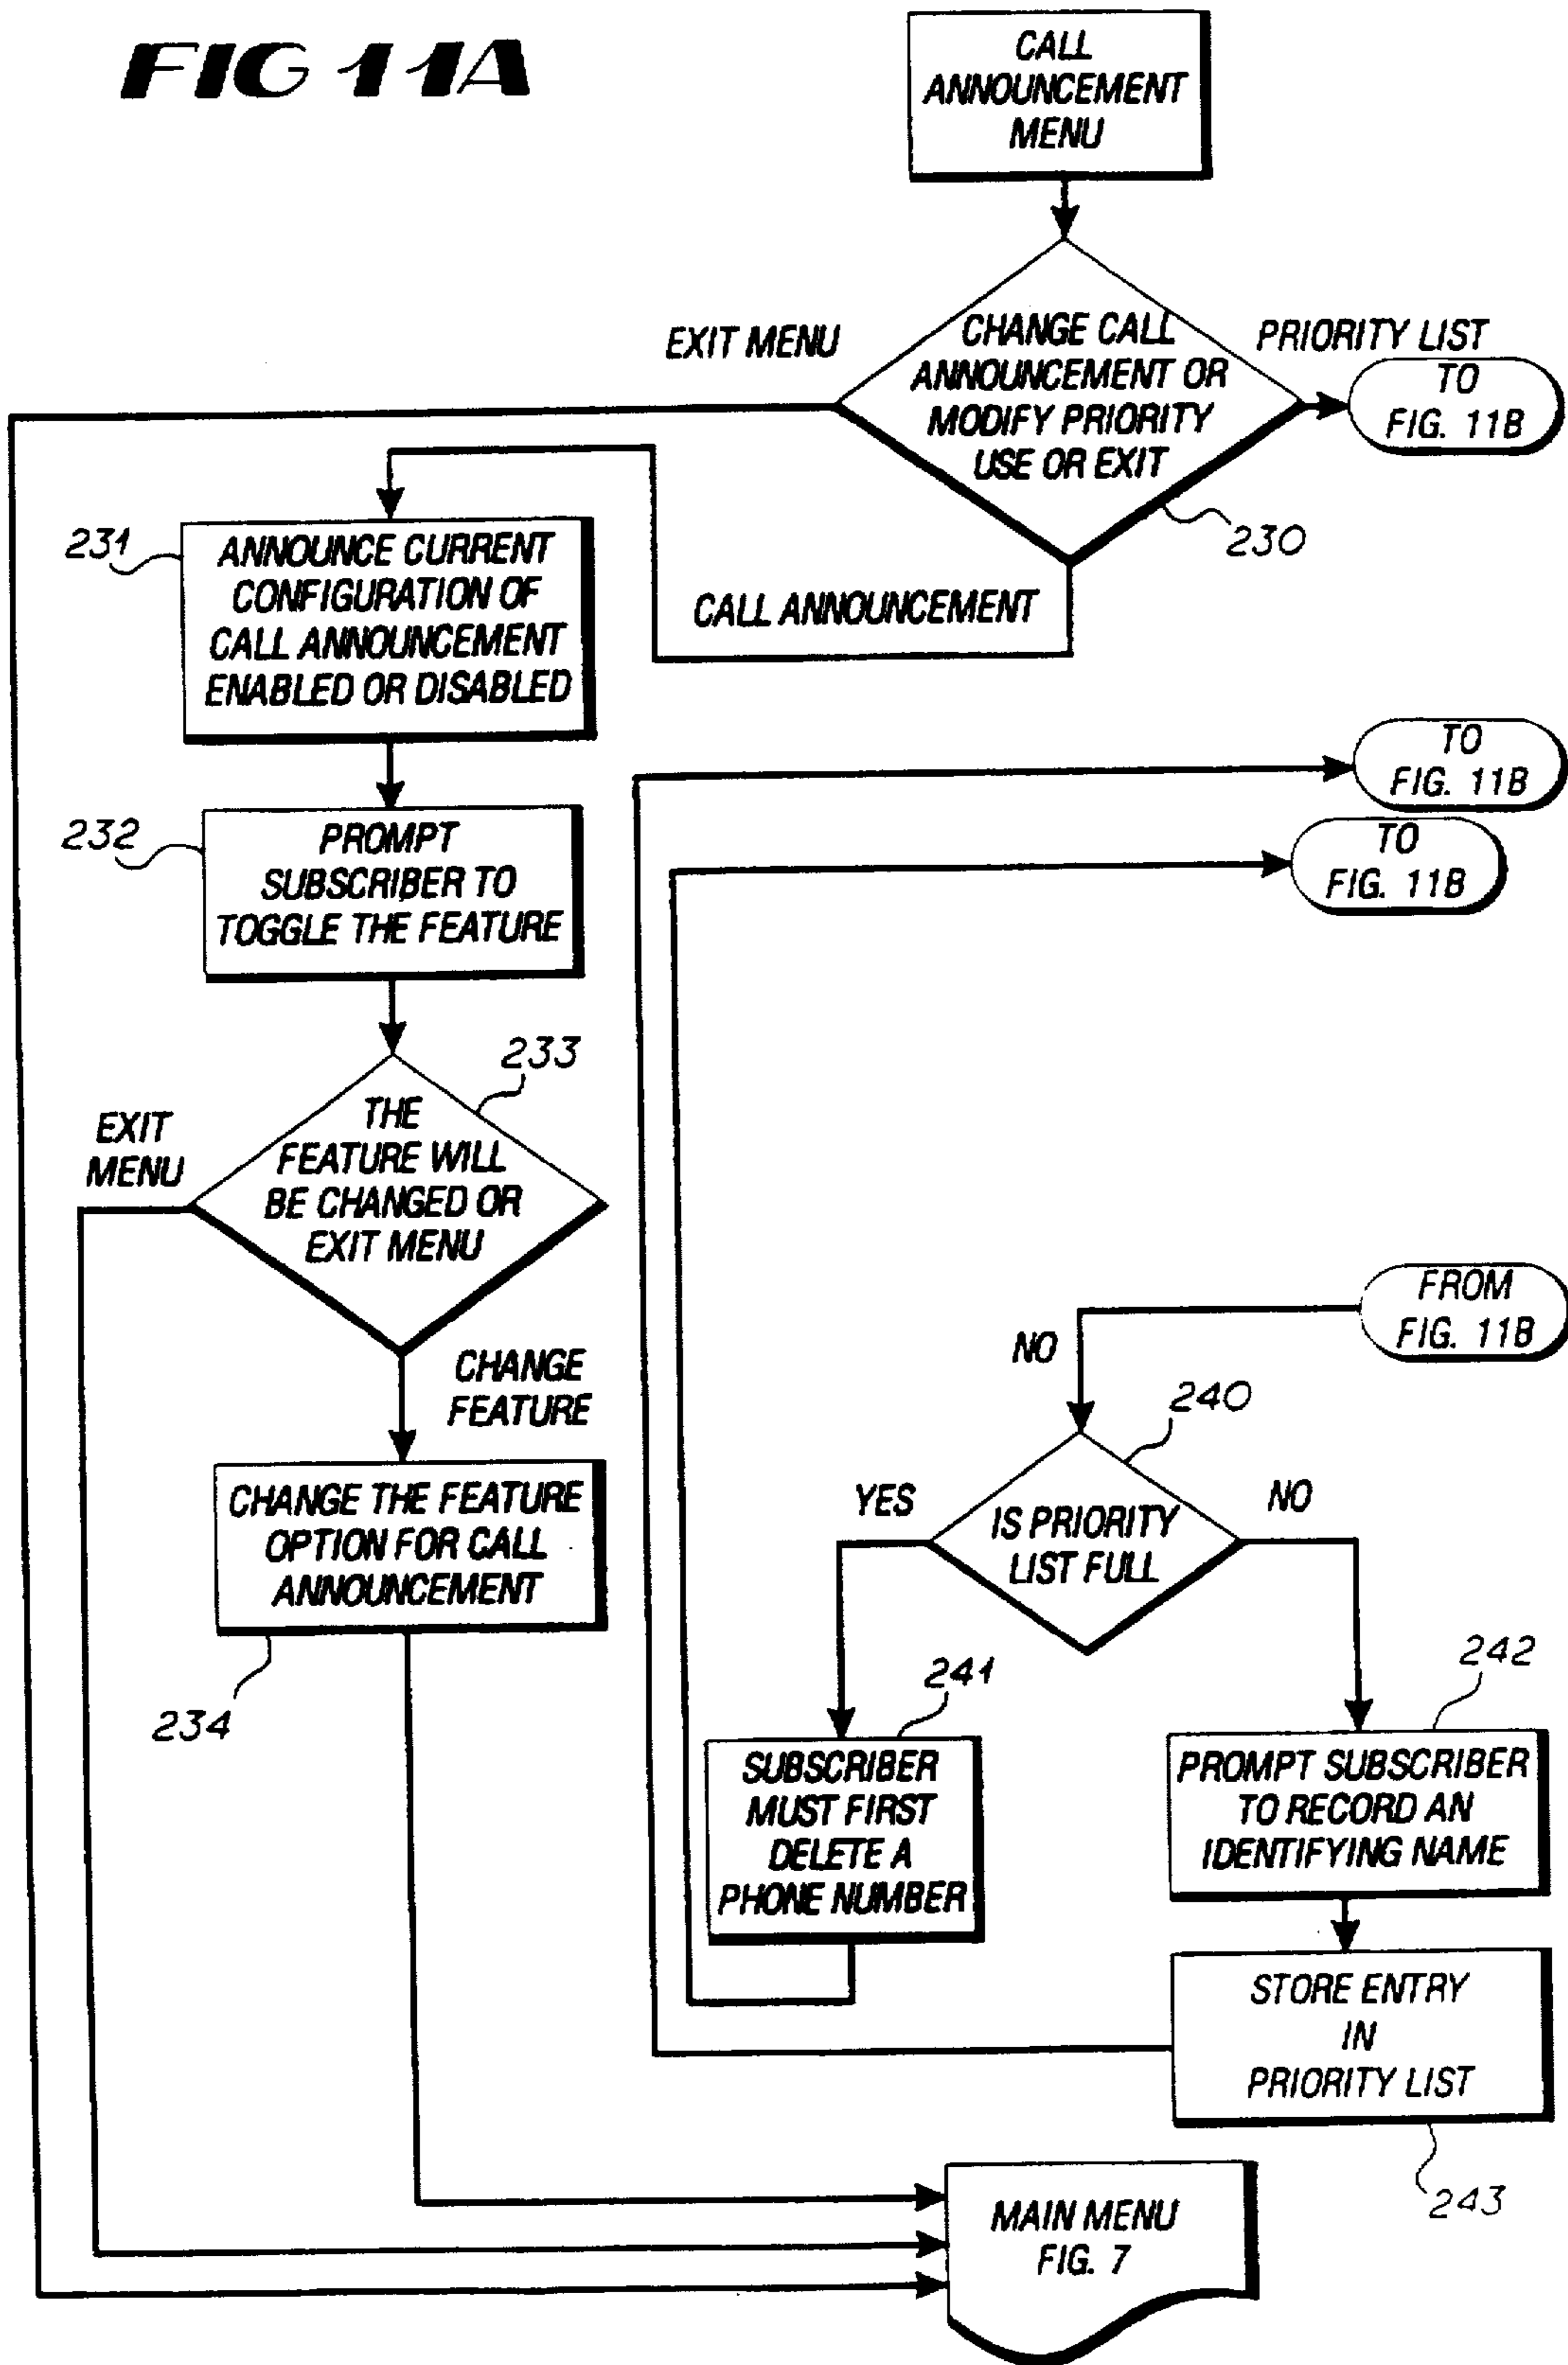 FIG 11A
CALL
ANNOUNCEMENT
MENU
EXIT MENU
CHANGE CALL
ANNOUNCEMENT OR
MODIFY PRIORITY
USE OR EXIT
PRIORITY LIST
TO
FIG. 11B
230
CALL ANNOUNCEMENT
231
ANNOUNCE CURRENT
CONFIGURATION OF
CALL ANNOUNCEMENT
ENABLED OR DISABLED
TO
FIG. 11B
TO
FIG. 11B
232
PROMPT
SUBSCRIBER TO
TOGGLE THE FEATURE
233
EXIT
MENU
THE
FEATURE WILL
BE CHANGED OR
EXIT MENU
CHANGE
FEATURE
FROM
FIG. 11B
NO
240
YES
IS PRIORITY
LIST FULL
NO
CHANGE THE FEATURE
OPTION FOR CALL
ANNOUNCEMENT
234
241
SUBSCRIBER
MUST FIRST
DELETE A
PHONE NUMBER
242
PROMPT SUBSCRIBER
TO RECORD AN
IDENTIFYING NAME
STORE ENTRY
IN
PRIORITY LIST
243
MAIN MENU
FIG. 7